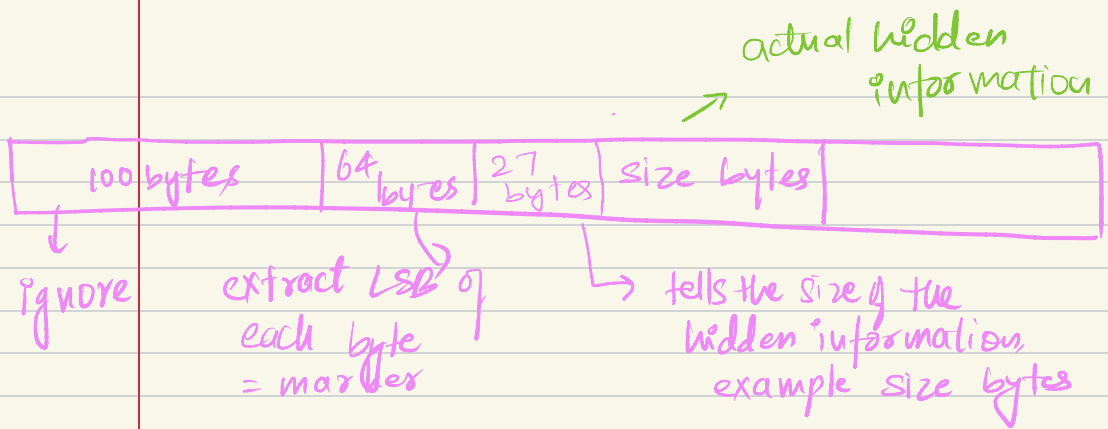 actual hidden
information
100 bytes
64 bytes
27 bytes
size bytes
ignore
extract LSB of
each byte
= marker
tells the size of the
hidden information,
example size bytes